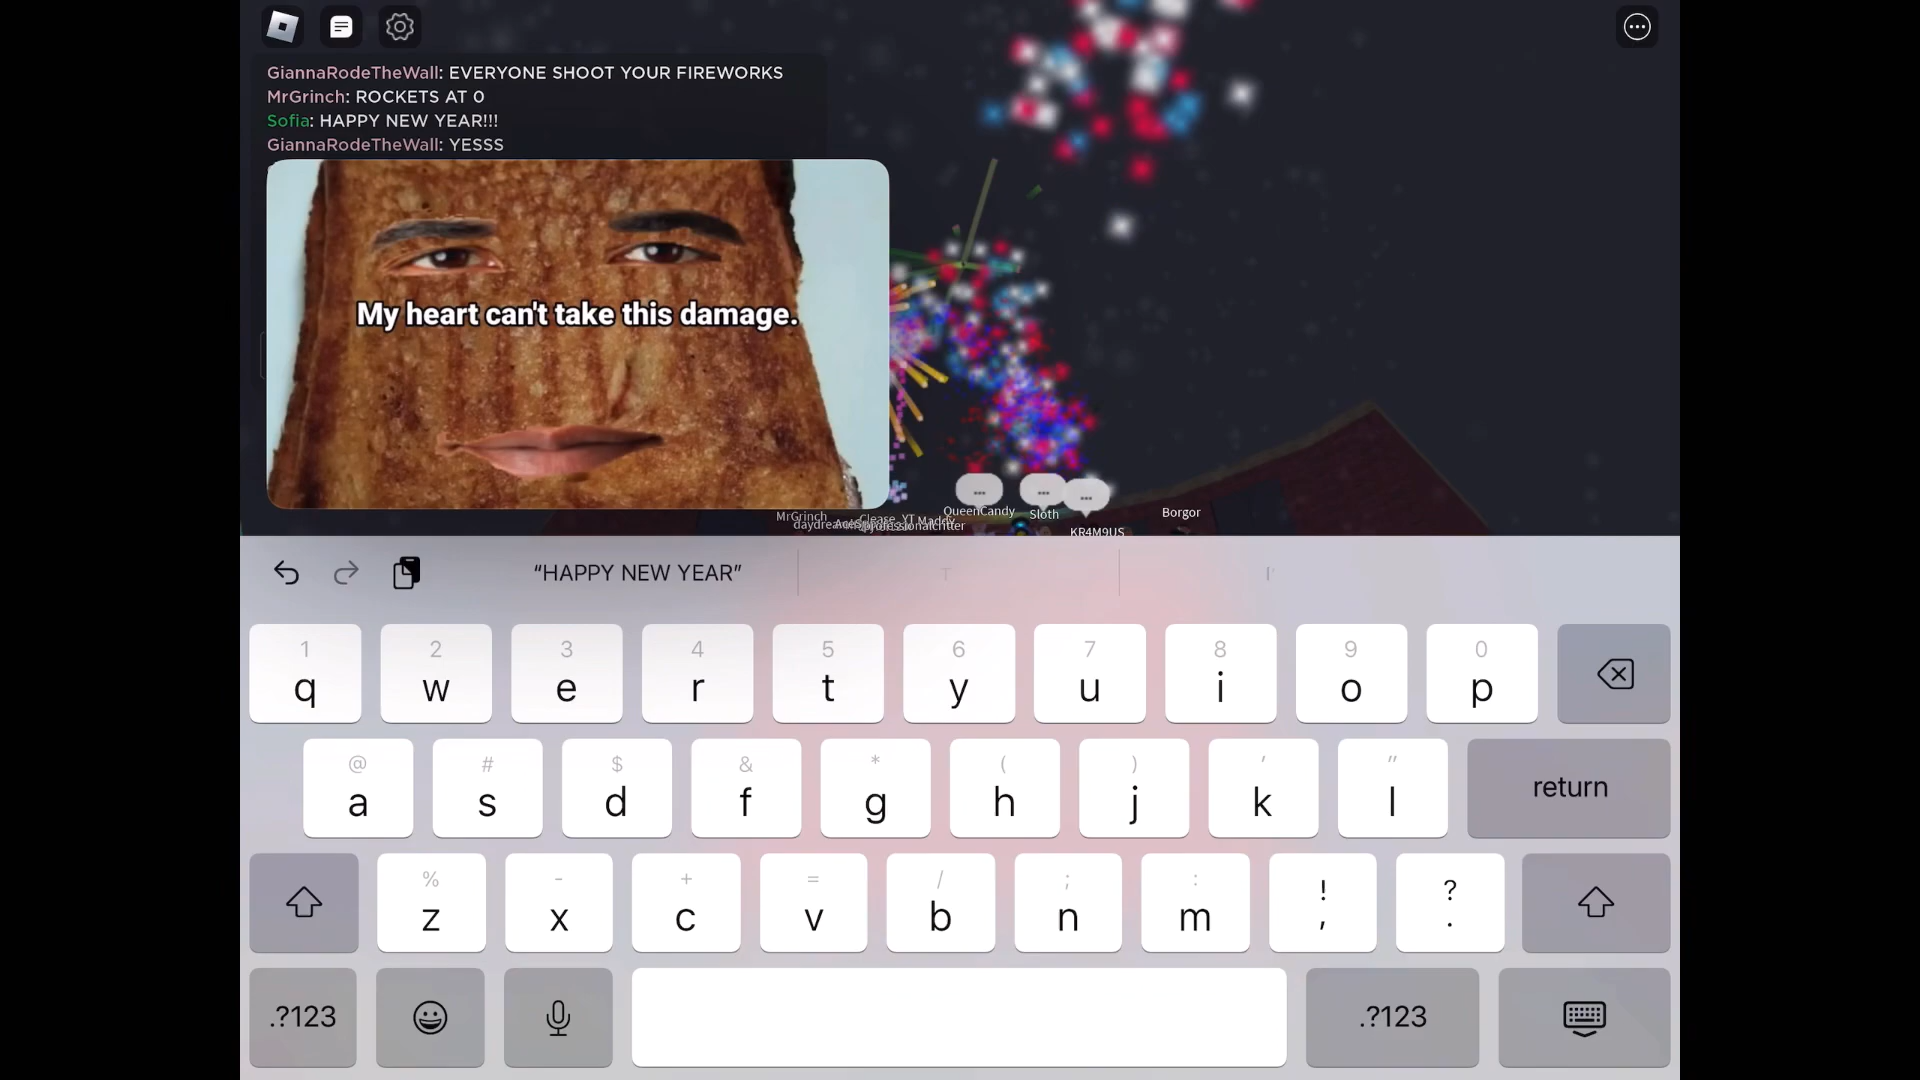 GiannaRodeTheWall: EVERYONE SHOOT YOUR FIREWORKS
MrGrinch: ROCKETS AT 0
Sofia: HAPPY NEW YEAR!!!
GiannaRodeTheWall: YESSS
My heart can't take this damage.
... ... ...
QueenCandy Sloth Borgor
MrGrinch Clease_YT Maddy
KR4M9US
“HAPPY NEW YEAR”
1 2 3 4 5 6 7 8 9 0
q w e r t y u i o p
@ # $ & * ( ) ' "
a s d f g h j k l return
% - + = / ; : ! ?
z x c v b n m , .
.?123 .?123